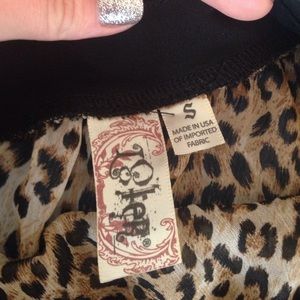 S
MADE IN USA
OF IMPORTED
FABRIC